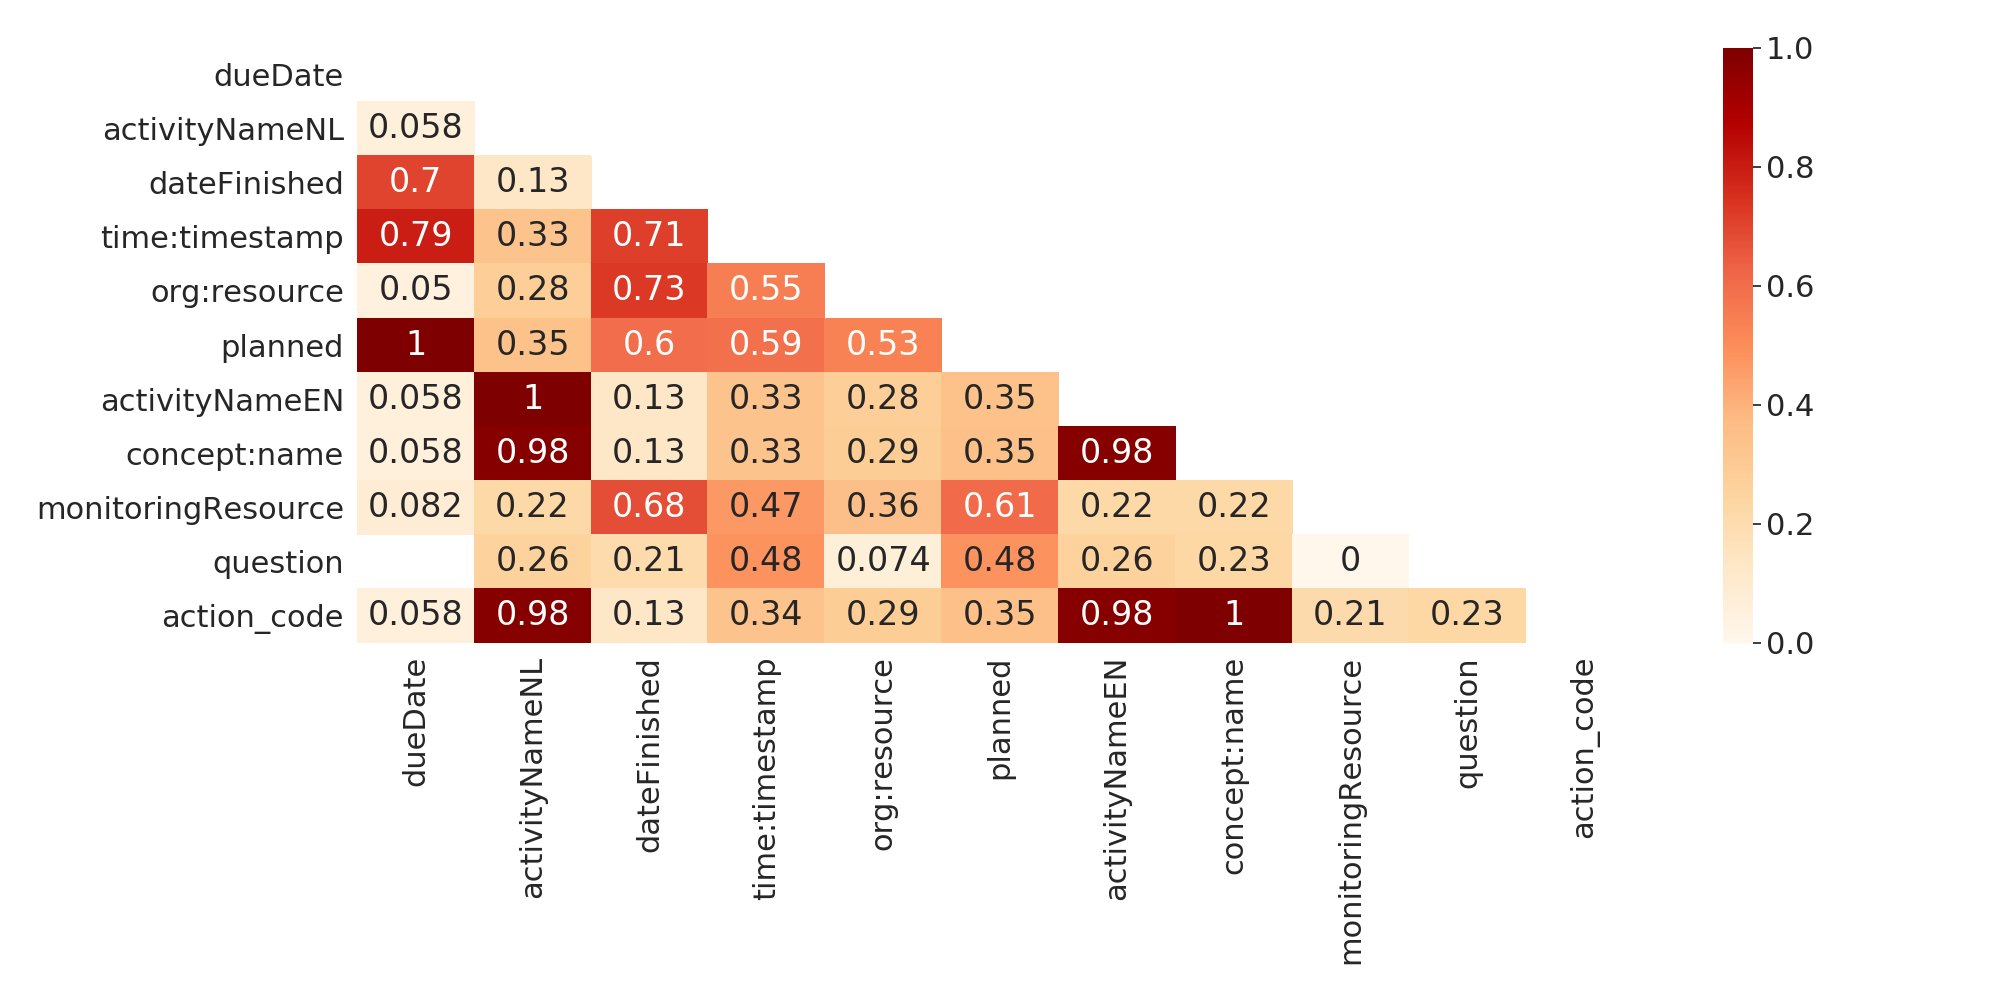 dueDate
activityNameNL 0.058
dateFinished 0.7 0.13
time:timestamp 0.79 0.33 0.71
org:resource 0.05 0.28 0.73 0.55
planned 1 0.35 0.6 0.59 0.53
activityNameEN 0.058 1 0.13 0.33 0.28 0.35
concept:name 0.058 0.98 0.13 0.33 0.29 0.35 0.98
monitoringResource 0.082 0.22 0.68 0.47 0.36 0.61 0.22 0.22
question 0.26 0.21 0.48 0.074 0.48 0.26 0.23 0
action_code 0.058 0.98 0.13 0.34 0.29 0.35 0.98 1 0.21 0.23
dueDate
activityNameNL
dateFinished
time:timestamp
org:resource
planned
activityNameEN
concept:name
monitoringResource
question
action_code
1.0
0.8
0.6
0.4
0.2
0.0